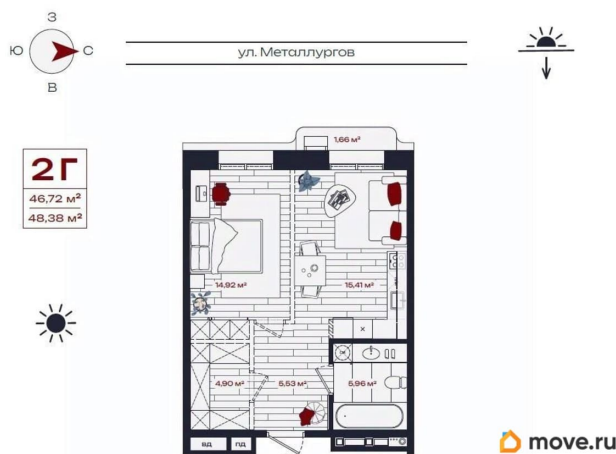 З
Ю
С
В
ул. Металлургов
2Г
46,72 м²
48,38 м²
1,66 м²
14,92 м²
15,41 м²
4,90 м²
5,53 м²
5,96 м²
ВД
ПД
move.ru